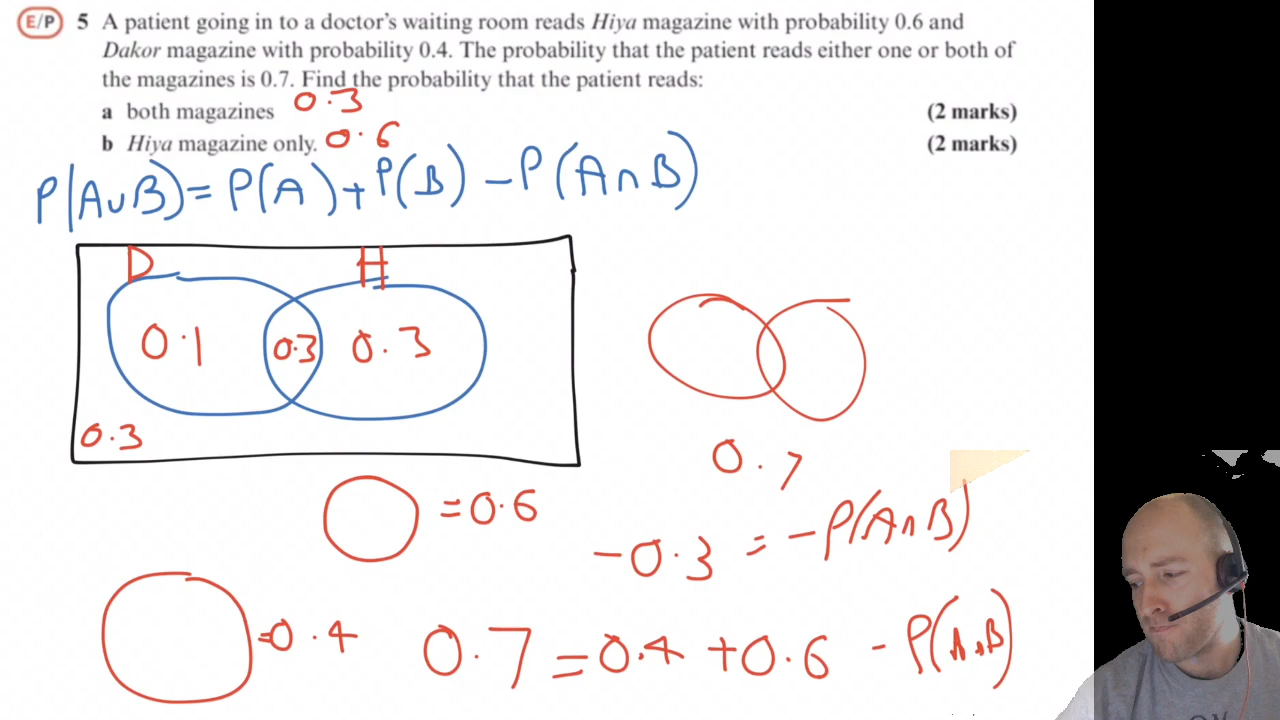 E/P 5 A patient going in to a doctor's waiting room reads Hiya magazine with probability 0.6 and
Dakor magazine with probability 0.4. The probability that the patient reads either one or both of
the magazines is 0.7. Find the probability that the patient reads:
a both magazines 0.3 (2 marks)
b Hiya magazine only. 0.6 (2 marks)
P(A∪B)=P(A)+P(B)-P(A∩B)
D H
0.1 0.3 0.3
0.3
0.7
=0.6
-0.3 = -P(A∩B)
=0.4
0.7=0.4+0.6 - P(A∩B)